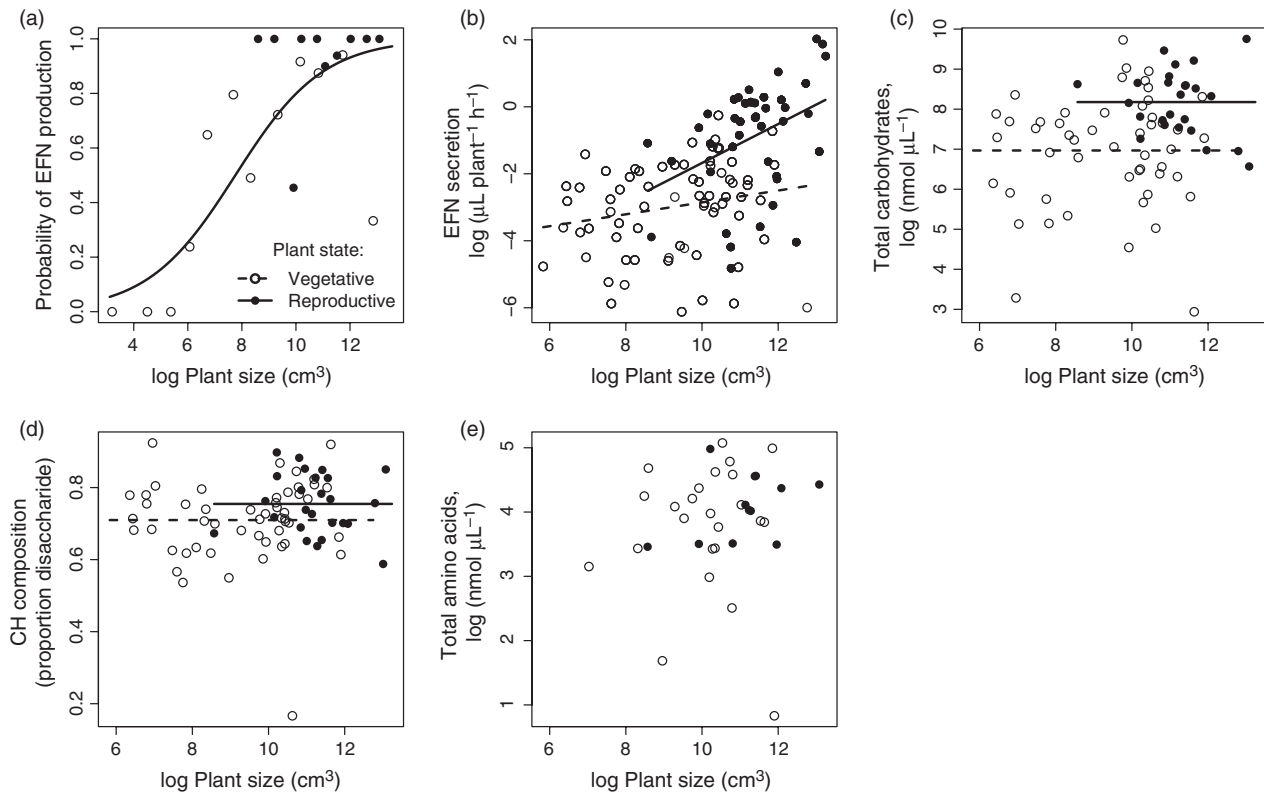 (a)
Probability of EFN production
1.0
0.8
0.6
0.4
0.2
0.0
4 6 8 10 12
log Plant size (cm³)
Plant state:
Vegetative
Reproductive
(b)
EFN secretion
log (μL plant⁻¹ h⁻¹)
2
0
−2
−4
−6
6 8 10 12
log Plant size (cm³)
(c)
Total carbohydrates,
log (nmol μL⁻¹)
10
9
8
7
6
5
4
3
6 8 10 12
log Plant size (cm³)
(d)
CH composition
(proportion disaccharide)
0.8
0.6
0.4
0.2
6 8 10 12
log Plant size (cm³)
(e)
Total amino acids,
log (nmol μL⁻¹)
5
4
3
2
1
6 8 10 12
log Plant size (cm³)